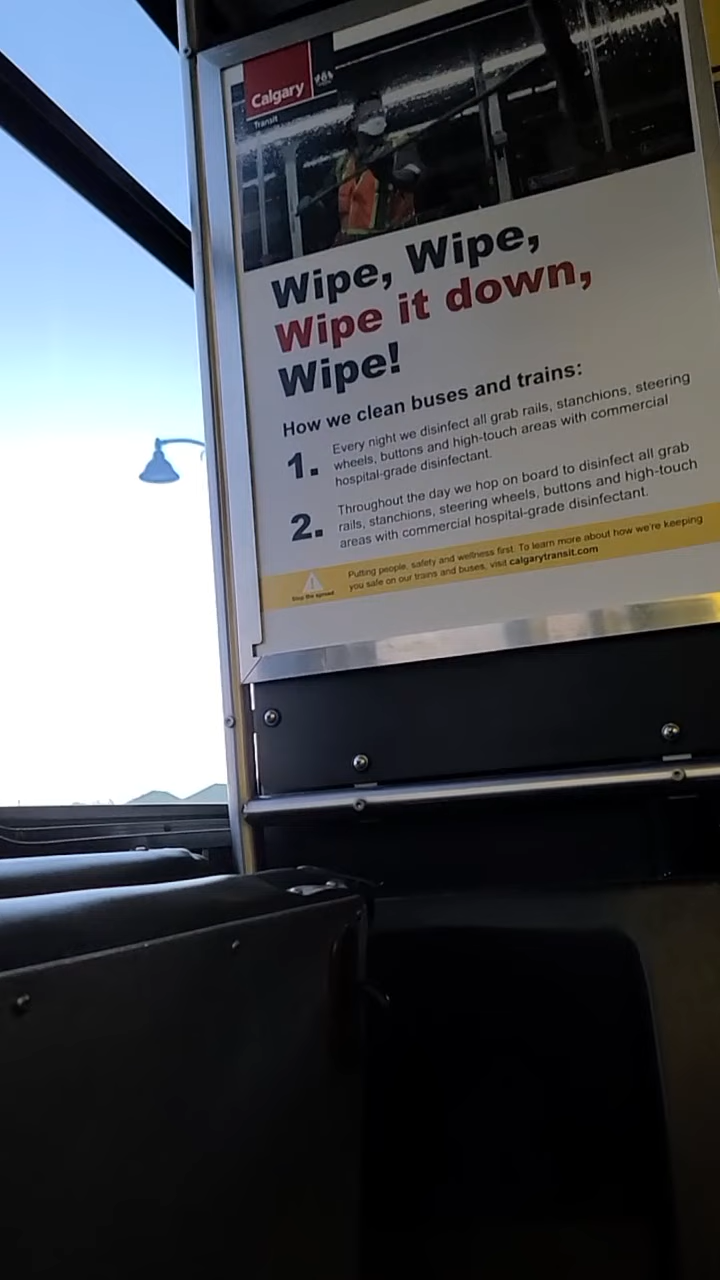 Calgary
Transit
Wipe, Wipe,
Wipe it down,
Wipe!
How we clean buses and trains:
1. Every night we disinfect all grab rails, stanchions, steering
wheels, buttons and high-touch areas with commercial
hospital-grade disinfectant.
2. Throughout the day we hop on board to disinfect all grab
rails, stanchions, steering wheels, buttons and high-touch
areas with commercial hospital-grade disinfectant.
Stop the spread
Putting people, safety and wellness first. To learn more about how we're keeping
you safe on our trains and buses, visit calgarytransit.com